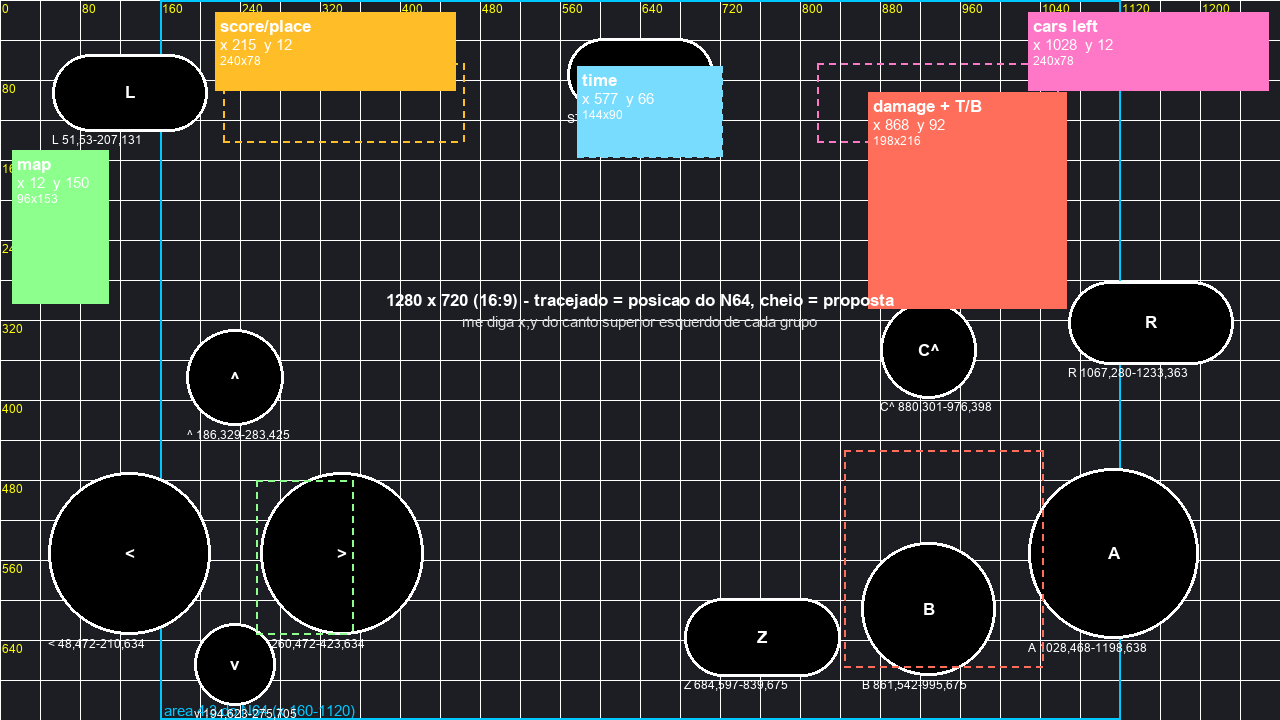 0
160
240
320
400
480
560
640
720
800
880
960
1040
1120
1200
score/place
x 215 y 12
240x78
cars left
x 1028 y 12
240x78
80
L
L 51,53-207,131
time
x 577 y 66
144x90
damage + T/B
x 868 y 92
198x216
map
x 12 y 150
96x153
1280 x 720 (16:9) - tracejado = posicao do N64, cheio = proposta
me diga x,y do canto superior esquerdo de cada grupo
320
R
R 1067,280-1233,363
^
C^
400
C^ 880,301-976,398
^ 186,329-283,425
480
<
>
A
560
B
Z
640
< 48,472-210,634
260,472-423,634
A 1028,468-1198,638
v
Z 684,597-839,675
B 861,542-995,675
v 194,623-275,705